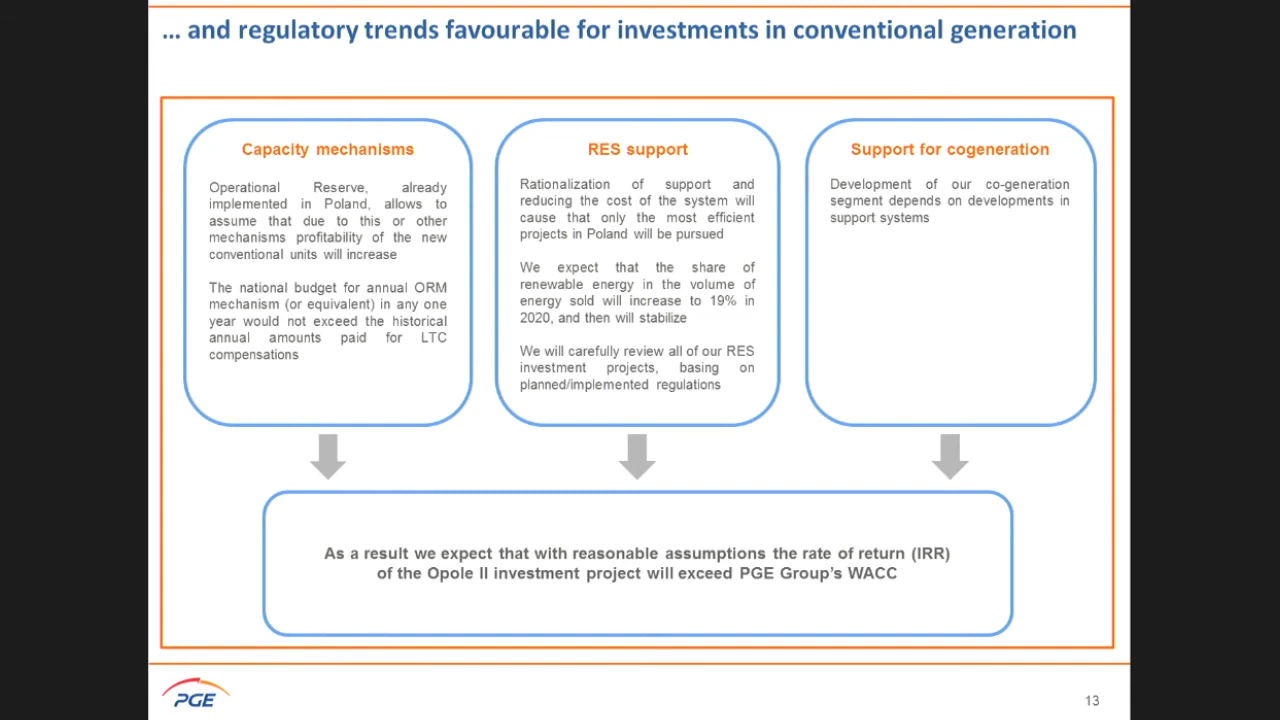 ... and regulatory trends favourable for investments in conventional generation
Capacity mechanisms
Operational Reserve, already
implemented in Poland, allows to
assume that due to this or other
mechanisms profitability of the new
conventional units will increase
The national budget for annual ORM
mechanism (or equivalent) in any one
year would not exceed the historical
annual amounts paid for LTC
compensations
RES support
Rationalization of support and
reducing the cost of the system will
cause that only the most efficient
projects in Poland will be pursued
We expect that the share of
renewable energy in the volume of
energy sold will increase to 19% in
2020, and then will stabilize
We will carefully review all of our RES
investment projects, basing on
planned/implemented regulations
Support for cogeneration
Development of our co-generation
segment depends on developments in
support systems
As a result we expect that with reasonable assumptions the rate of return (IRR)
of the Opole II investment project will exceed PGE Group’s WACC
PGE
13